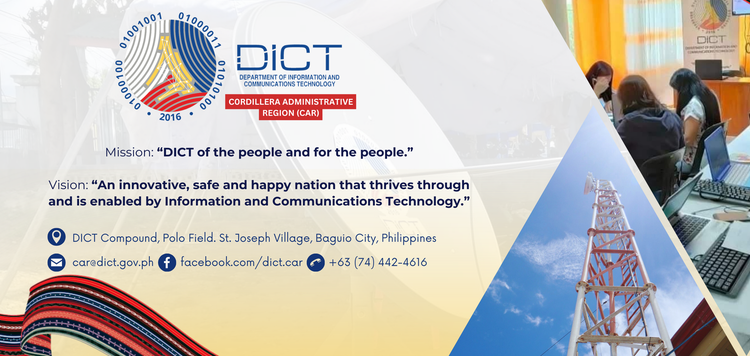 01000100 01001001 01000011 01010100
• 2016 •
DICT
DEPARTMENT OF INFORMATION AND
COMMUNICATIONS TECHNOLOGY
CORDILLERA ADMINISTRATIVE
REGION (CAR)
Mission: “DICT of the people and for the people.”
Vision: “An innovative, safe and happy nation that thrives through
and is enabled by Information and Communications Technology.”
DICT Compound, Polo Field. St. Joseph Village, Baguio City, Philippines
car@dict.gov.ph facebook.com/dict.car +63 (74) 442-4616